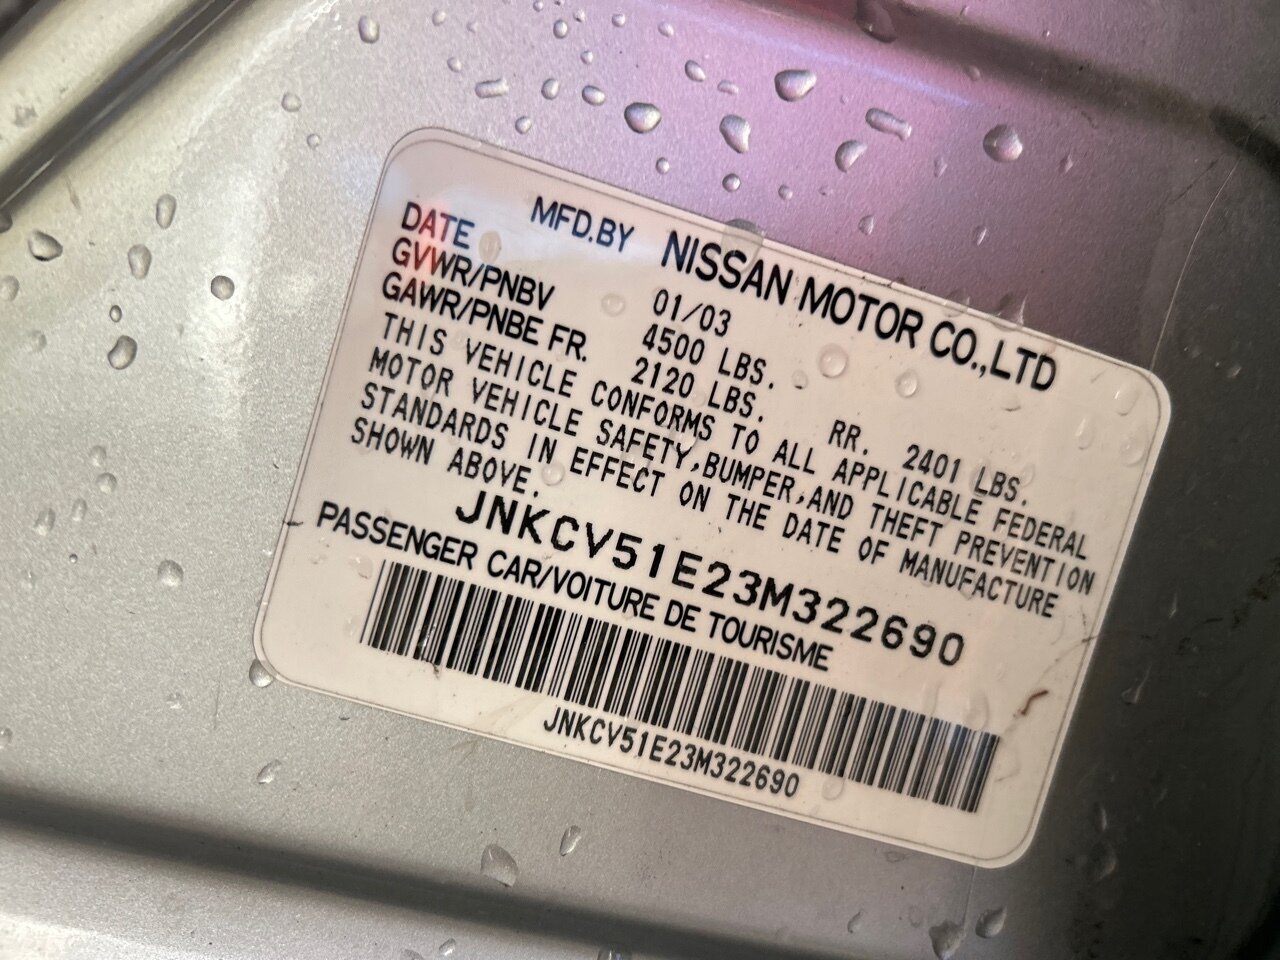 MFD.BY NISSAN MOTOR CO.,LTD
DATE 01/03
GVWR/PNBV 4500 LBS.
GAWR/PNBE FR. 2120 LBS. RR. 2401 LBS.
THIS VEHICLE CONFORMS TO ALL APPLICABLE FEDERAL
MOTOR VEHICLE SAFETY,BUMPER,AND THEFT PREVENTION
STANDARDS IN EFFECT ON THE DATE OF MANUFACTURE
SHOWN ABOVE.
JNKCV51E23M322690
PASSENGER CAR/VOITURE DE TOURISME
JNKCV51E23M322690